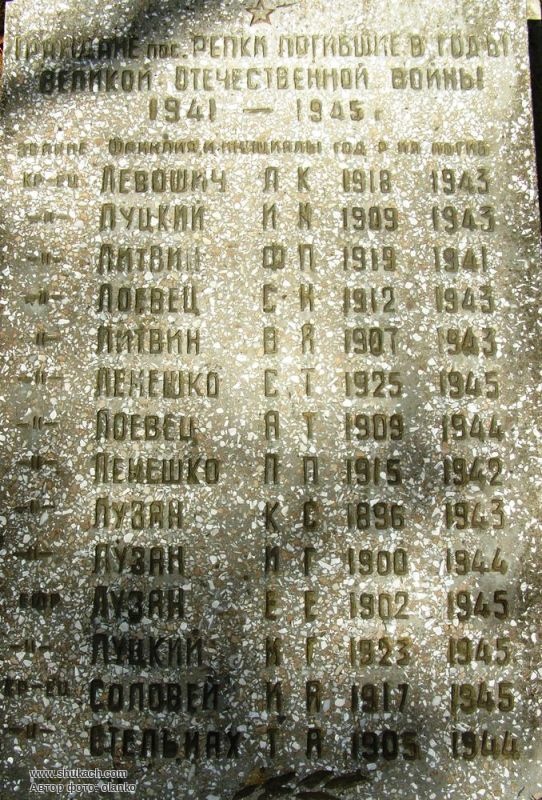 ГРАЖДАНЕ пос. РЕПКИ ПОГИБШИЕ В ГОДЫ
ВЕЛИКОЙ ОТЕЧЕСТВЕННОЙ ВОЙНЫ
1941 — 1945 г
ЗВАНИЕ ФАМИЛИЯ И ИНИЦИАЛЫ ГОД Р-ИЯ ПОГИБ
КР-ЕЦ ЛЕВОШИЧ А К 1918 1943
-"- ЛУЦКИЙ И И 1909 1943
-"- ЛИТВИН Ф П 1919 1941
-"- ЛОЕВЕЦ С Н 1912 1943
-"- ЛИТВИН В Я 1907 1943
-"- ЛЕМЕШКО С Т 1925 1945
-"- ЛОЕВЕЦ А Т 1909 1944
-"- ЛЕМЕШКО П П 1915 1942
-"- ЛУЗАН К С 1896 1943
-"- ЛУЗАН И Г 1900 1944
ЕФР ЛУЗАН Е Е 1902 1945
-"- ЛУЦКИЙ Н Г 1923 1945
КР-ЕЦ СОЛОВЕЙ И Я 1917 1945
" СТЕЛЬМАХ Т А 1905 1944
www.shukach.com
Автор фото: olanko